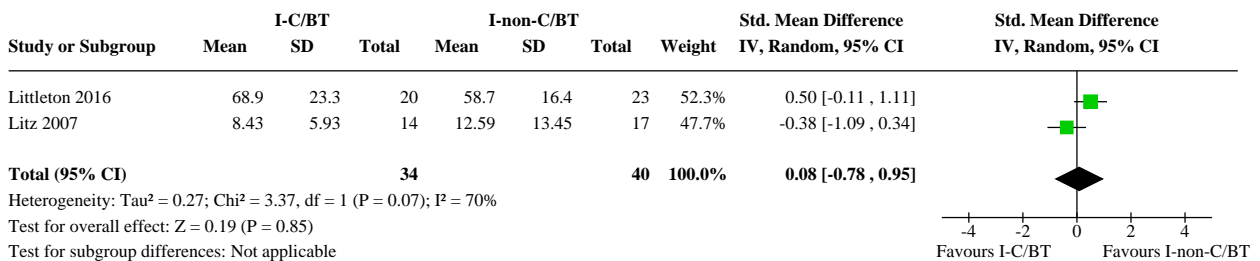 I-C/BT I-non-C/BT Std. Mean Difference Std. Mean Difference
Study or Subgroup Mean SD Total Mean SD Total Weight IV, Random, 95% CI IV, Random, 95% CI
Littleton 2016 68.9 23.3 20 58.7 16.4 23 52.3% 0.50 [-0.11 , 1.11]
Litz 2007 8.43 5.93 14 12.59 13.45 17 47.7% -0.38 [-1.09 , 0.34]
Total (95% CI) 34 40 100.0% 0.08 [-0.78 , 0.95]
Heterogeneity: Tau² = 0.27; Chi² = 3.37, df = 1 (P = 0.07); I² = 70%
Test for overall effect: Z = 0.19 (P = 0.85)
Test for subgroup differences: Not applicable
-4 -2 0 2 4
Favours I-C/BT Favours I-non-C/BT